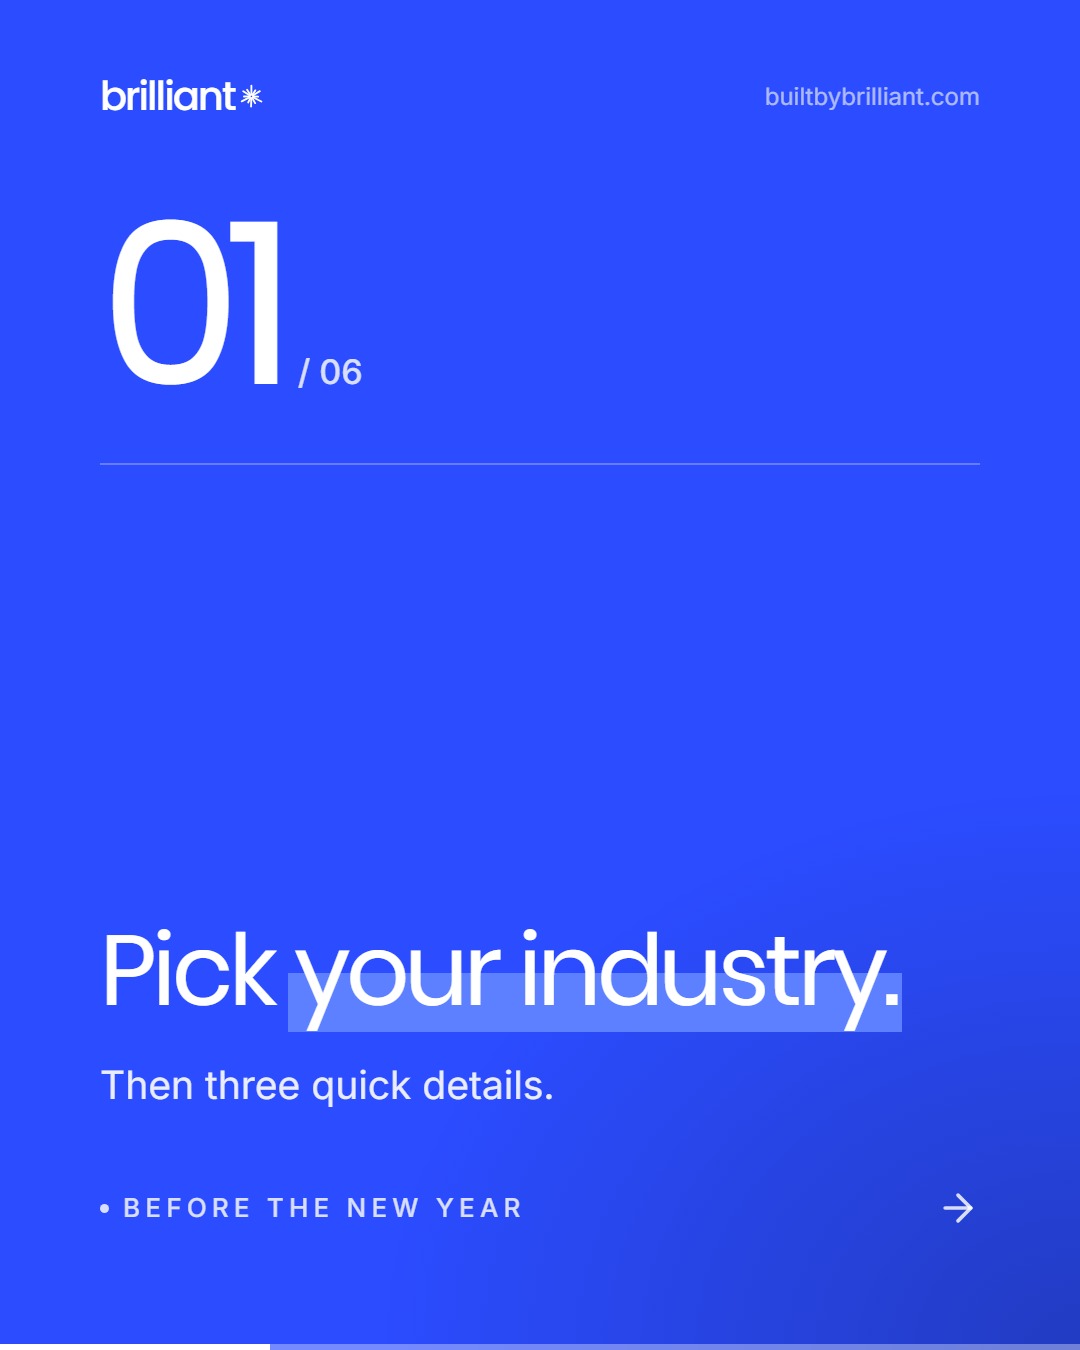 brilliant
builtbybrilliant.com
01 / 06
Pick your industry.
Then three quick details.
• BEFORE THE NEW YEAR